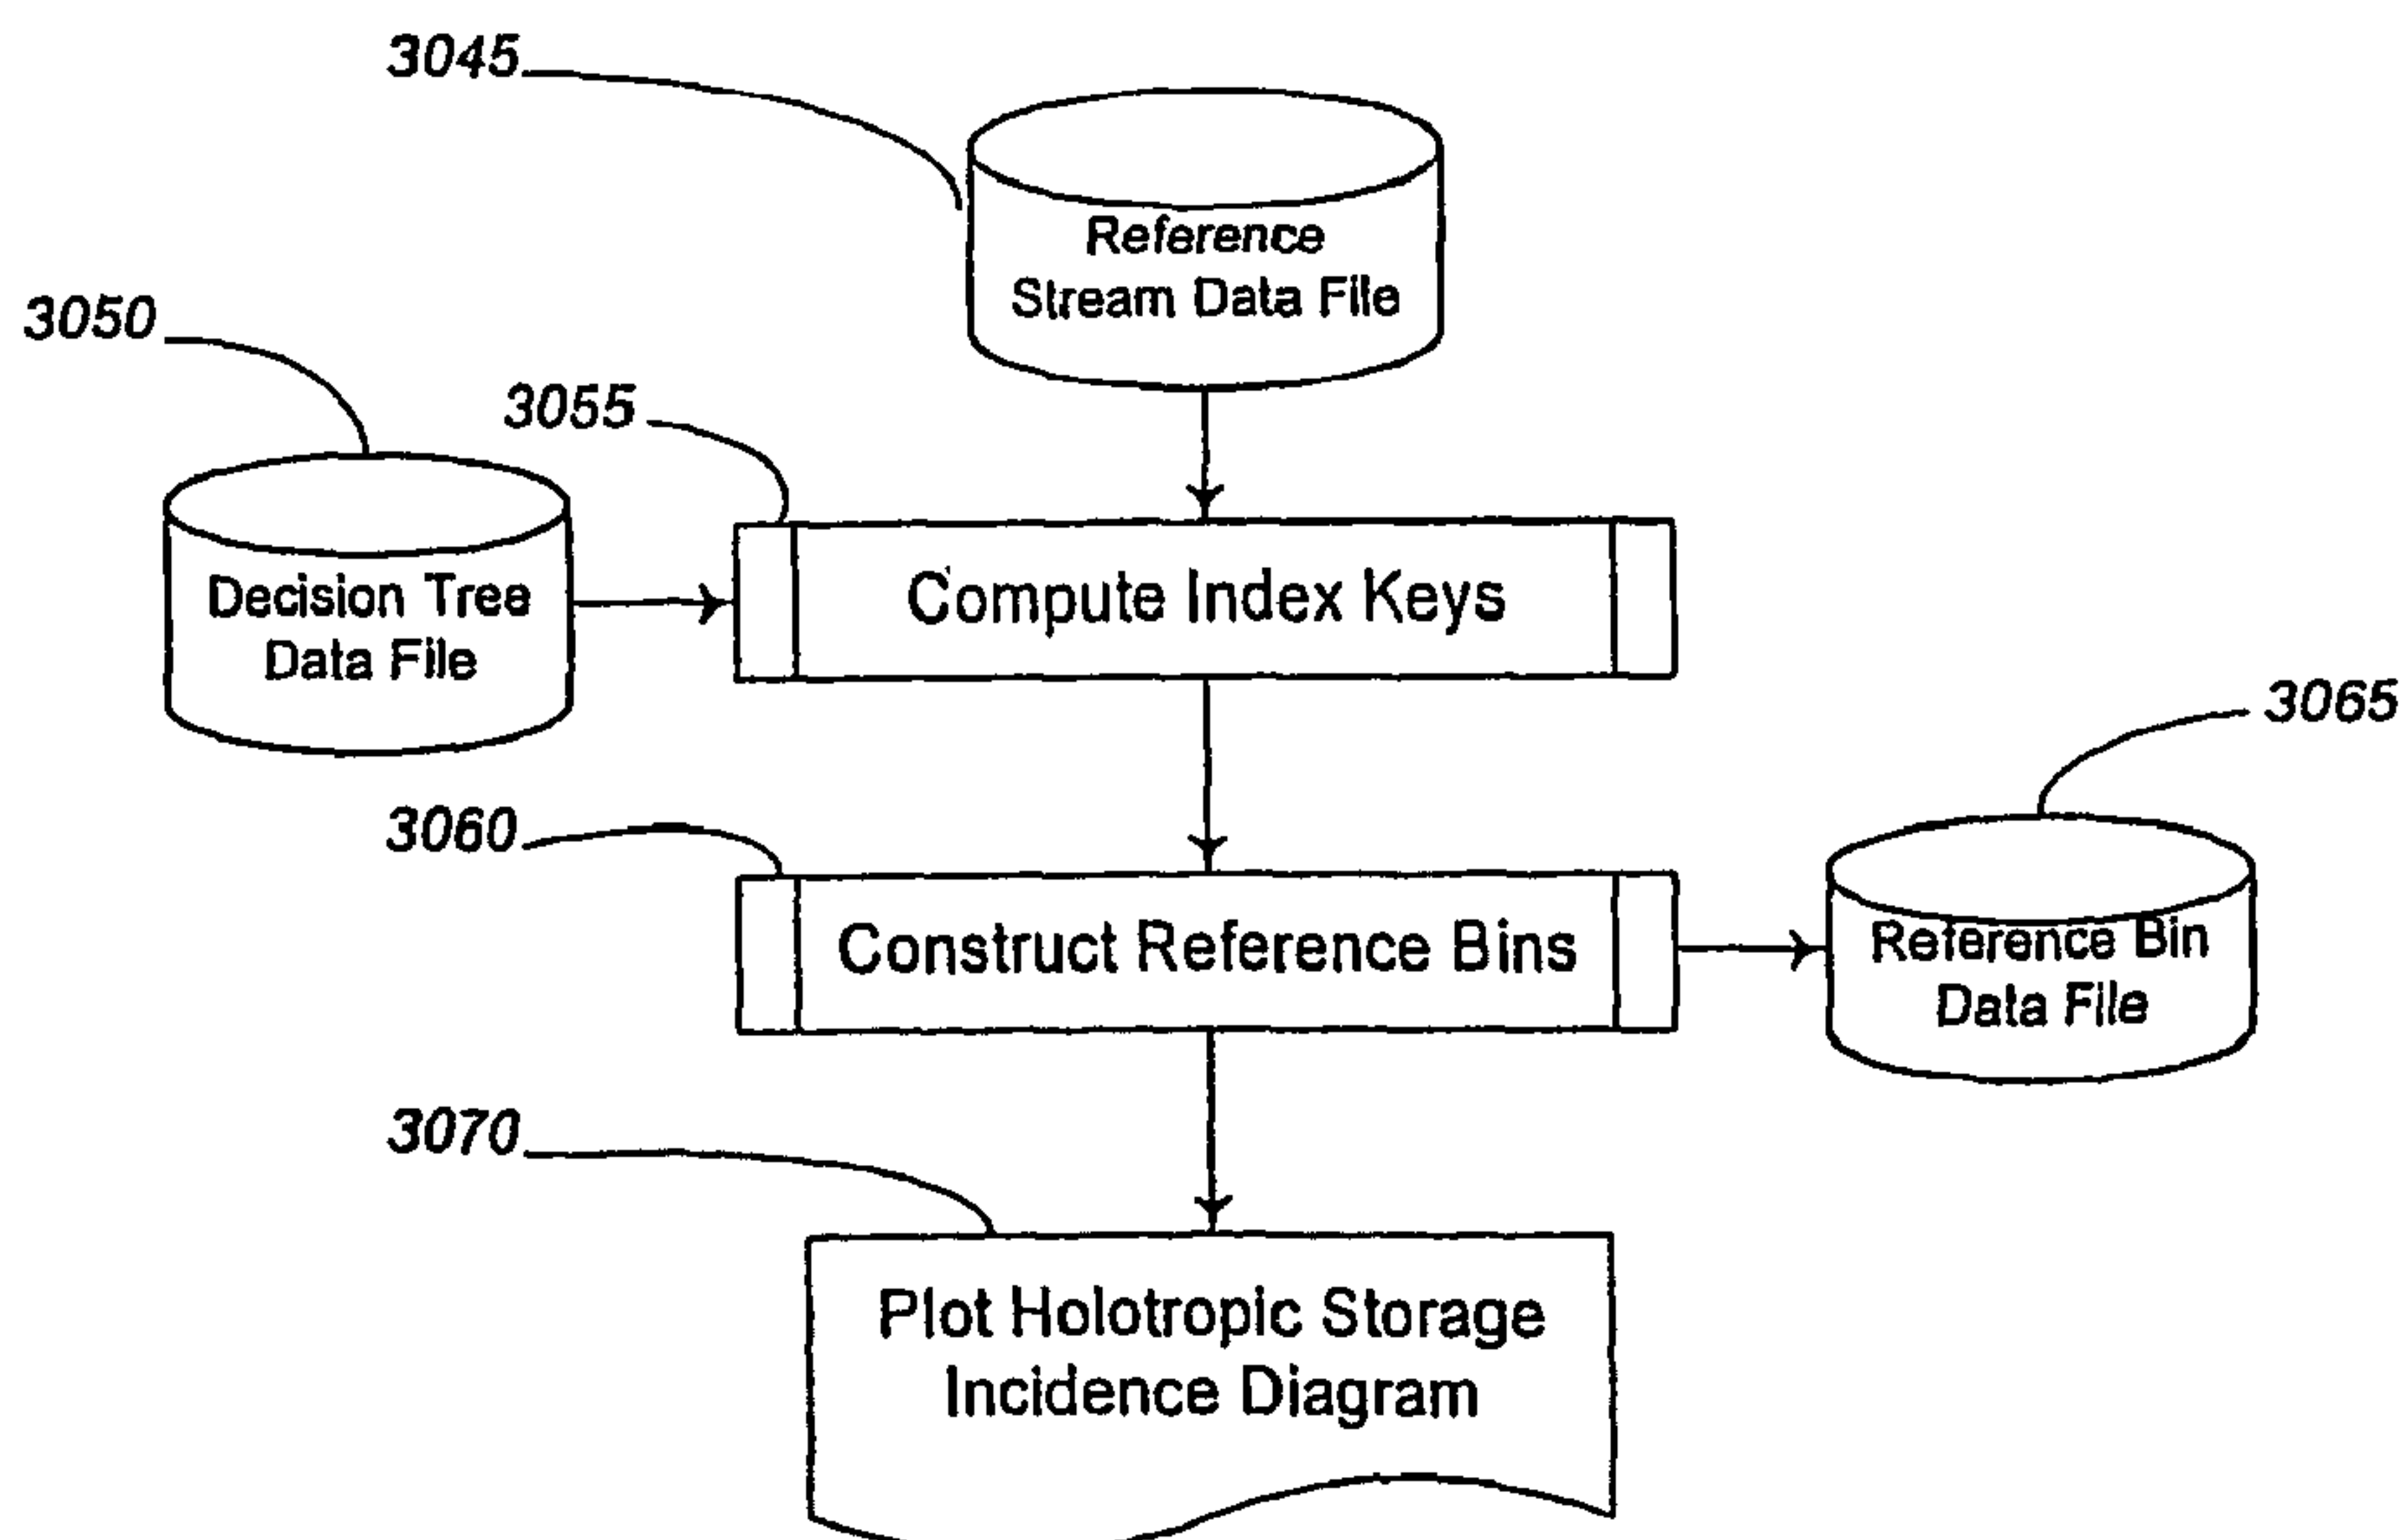 3045
Reference
Stream Data File
3050
3055
Decision Tree
Data File
Compute Index Keys
3065
3060
Construct Reference Bins
Reference Bin
Data File
3070
Plot Holotropic Storage
Incidence Diagram